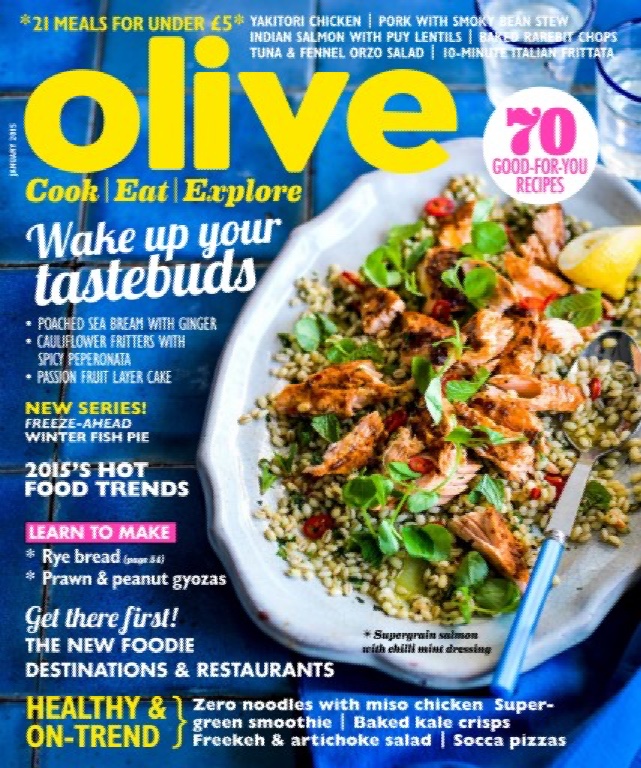 *21 MEALS FOR UNDER £5* YAKITORI CHICKEN | PORK WITH SMOKY BEAN STEW
INDIAN SALMON WITH PUY LENTILS | BAKED RAREBIT CHOPS
TUNA & FENNEL ORZO SALAD | 10-MINUTE ITALIAN FRITTATA
olive
JANUARY 2015
70
GOOD-FOR-YOU
RECIPES
Cook | Eat | Explore
Wake up your
tastebuds
• POACHED SEA BREAM WITH GINGER
• CAULIFLOWER FRITTERS WITH
SPICY PEPERONATA
• PASSION FRUIT LAYER CAKE
NEW SERIES!
FREEZE-AHEAD
WINTER FISH PIE
2015'S HOT
FOOD TRENDS
LEARN TO MAKE
* Rye bread (page 84)
* Prawn & peanut gyozas
Get there first!
THE NEW FOODIE
DESTINATIONS & RESTAURANTS
* Supergrain salmon
with chilli mint dressing
HEALTHY &
ON-TREND
Zero noodles with miso chicken Super-
green smoothie | Baked kale crisps
Freekeh & artichoke salad | Socca pizzas